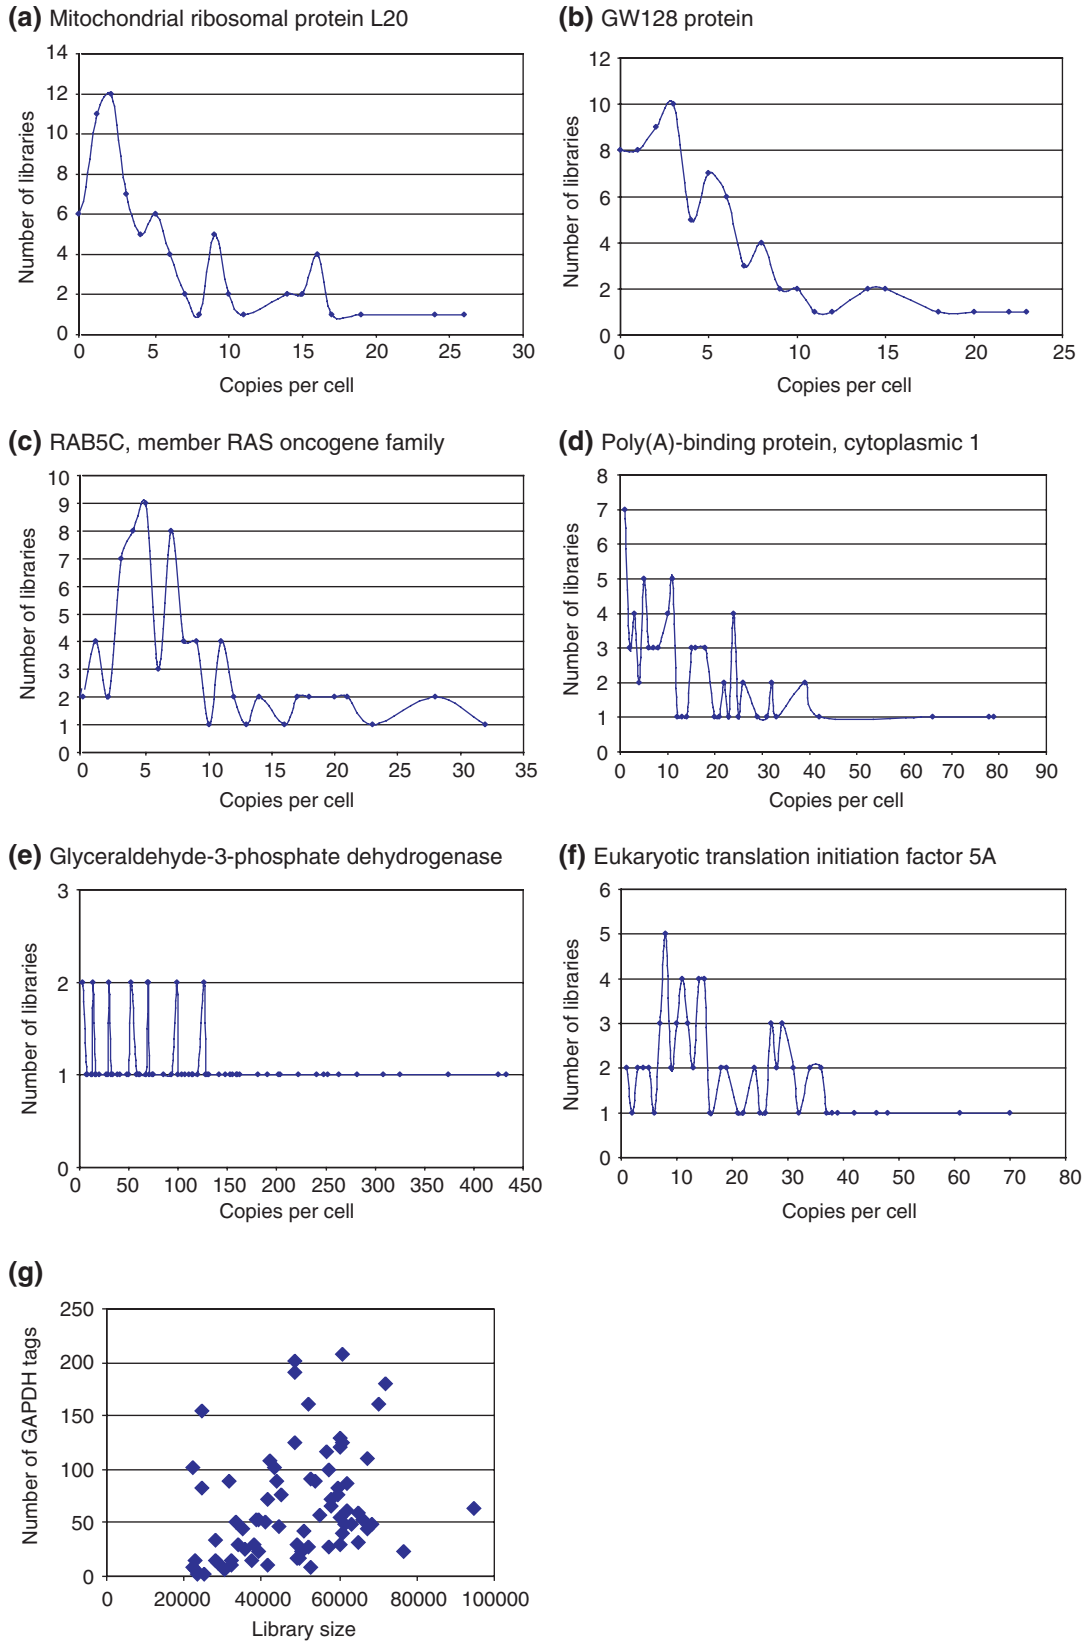 (a) Mitochondrial ribosomal protein L20
14
12
10
8
6
4
2
0
0 5 10 15 20 25 30
Number of libraries
Copies per cell
(b) GW128 protein
12
10
8
6
4
2
0
0 5 10 15 20 25
Number of libraries
Copies per cell
(c) RAB5C, member RAS oncogene family
10
9
8
7
6
5
4
3
2
1
0
0 5 10 15 20 25 30 35
Number of libraries
Copies per cell
(d) Poly(A)-binding protein, cytoplasmic 1
8
7
6
5
4
3
2
1
0
0 10 20 30 40 50 60 70 80 90
Number of libraries
Copies per cell
(e) Glyceraldehyde-3-phosphate dehydrogenase
3
2
1
0
0 50 100 150 200 250 300 350 400 450
Number of libraries
Copies per cell
(f) Eukaryotic translation initiation factor 5A
6
5
4
3
2
1
0
0 10 20 30 40 50 60 70 80
Number of libraries
Copies per cell
(g)
250
200
150
100
50
0
0 20000 40000 60000 80000 100000
Number of GAPDH tags
Library size